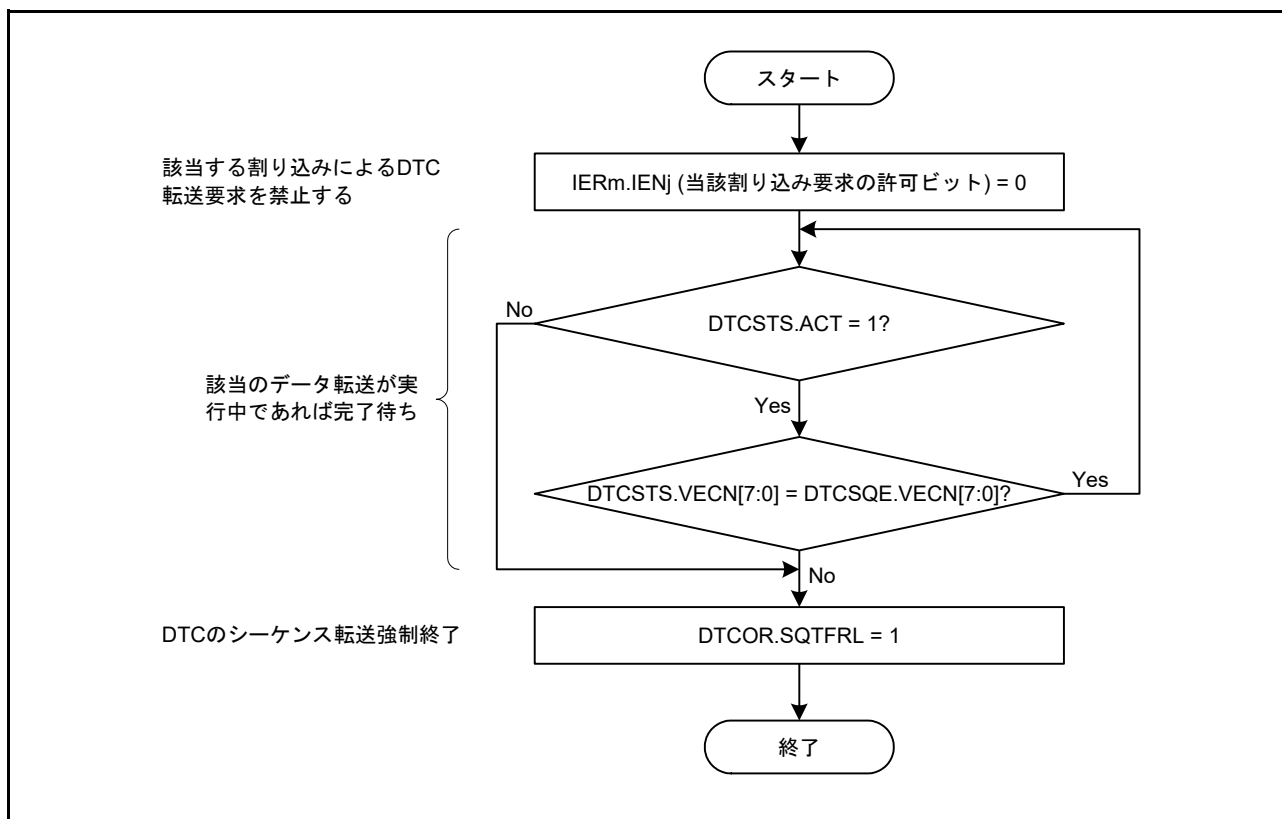 スタート
該当する割り込みによるDTC
転送要求を禁止する
IERm.IENj (当該割り込み要求の許可ビット) = 0
No
DTCSTS.ACT = 1?
該当のデータ転送が実
行中であれば完了待ち
Yes
DTCSTS.VECN[7:0] = DTCSQE.VECN[7:0]?
Yes
No
DTCのシーケンス転送強制終了
DTCOR.SQTFRL = 1
終了